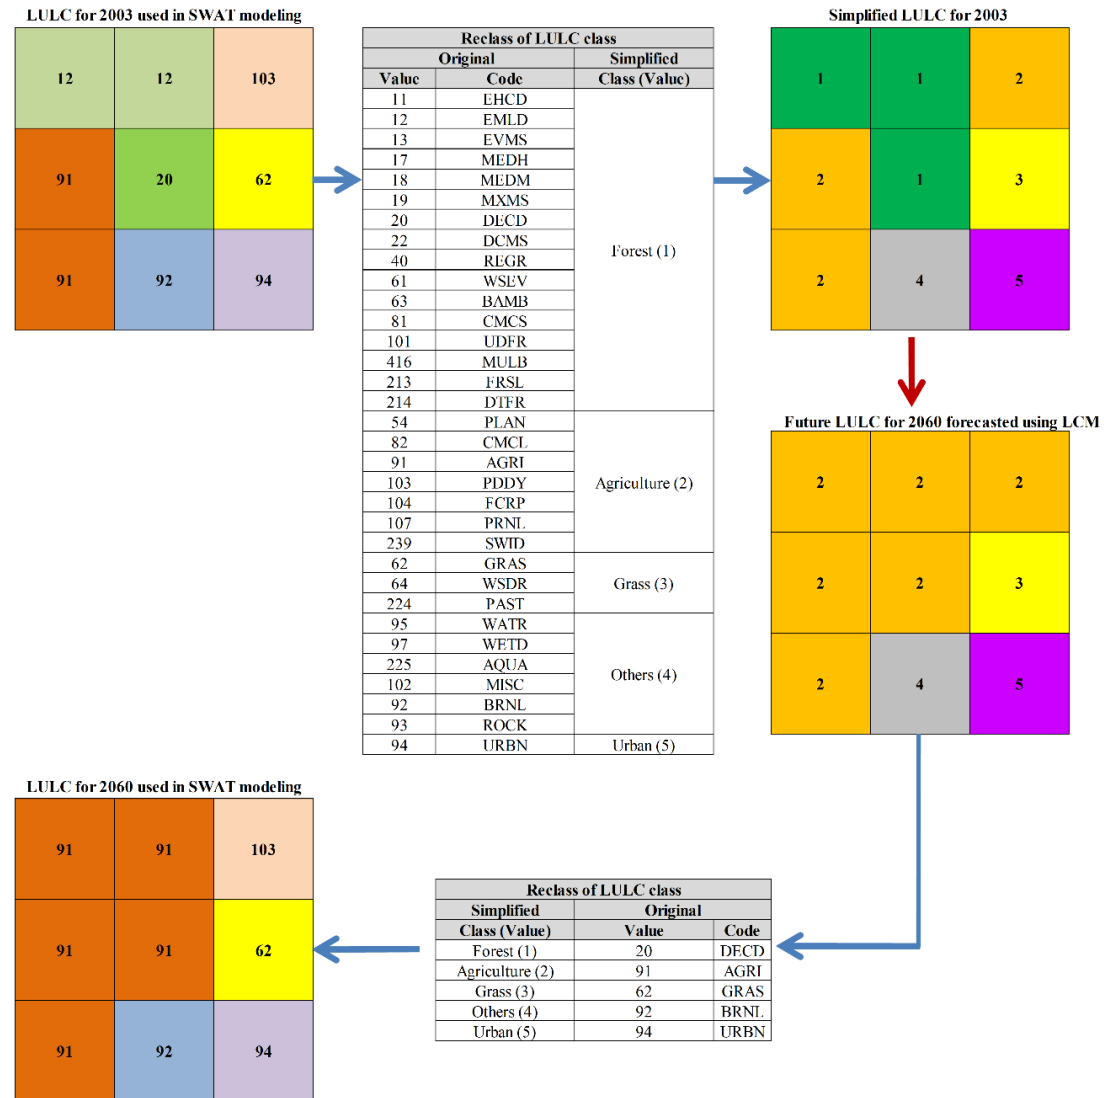 LULC for 2003 used in SWAT modeling
12 12 103
91 20 62
91 92 94
Reclass of LULC class
Original Simplified
Value Code Class (Value)
11 EHCD
12 EMLD
13 EVMS
17 MEDH
18 MEDM
19 MXMS
20 DECD
22 DCMS
Forest (1)
40 REGR
61 WSEV
63 BAMB
81 CMCS
101 UDFR
416 MULB
213 FRSL
214 DTFR
54 PLAN
82 CMCL
91 AGRI
103 PDDY
Agriculture (2)
104 FCRP
107 PRNL
239 SWID
62 GRAS
64 WSDR Grass (3)
224 PAST
95 WATR
97 WETD
225 AQUA
Others (4)
102 MISC
92 BRNL
93 ROCK
94 URBN Urban (5)
Simplified LULC for 2003
1 1 2
2 1 3
2 4 5
Future LULC for 2060 forecasted using LCM
2 2 2
2 2 3
2 4 5
Reclass of LULC class
Simplified Original
Class (Value) Value Code
Forest (1) 20 DECD
Agriculture (2) 91 AGRI
Grass (3) 62 GRAS
Others (4) 92 BRNL
Urban (5) 94 URBN
LULC for 2060 used in SWAT modeling
91 91 103
91 91 62
91 92 94